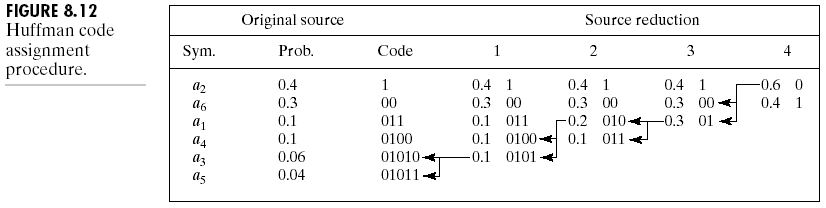 FIGURE 8.12
Huffman code
assignment
procedure.
Original source Source reduction
Sym. Prob. Code 1 2 3 4
a2 0.4 1 0.4 1 0.4 1 0.4 1 0.6 0
a6 0.3 00 0.3 00 0.3 00 0.3 00 0.4 1
a1 0.1 011 0.1 011 0.2 010 0.3 01
a4 0.1 0100 0.1 0100 0.1 011
a3 0.06 01010 0.1 0101
a5 0.04 01011